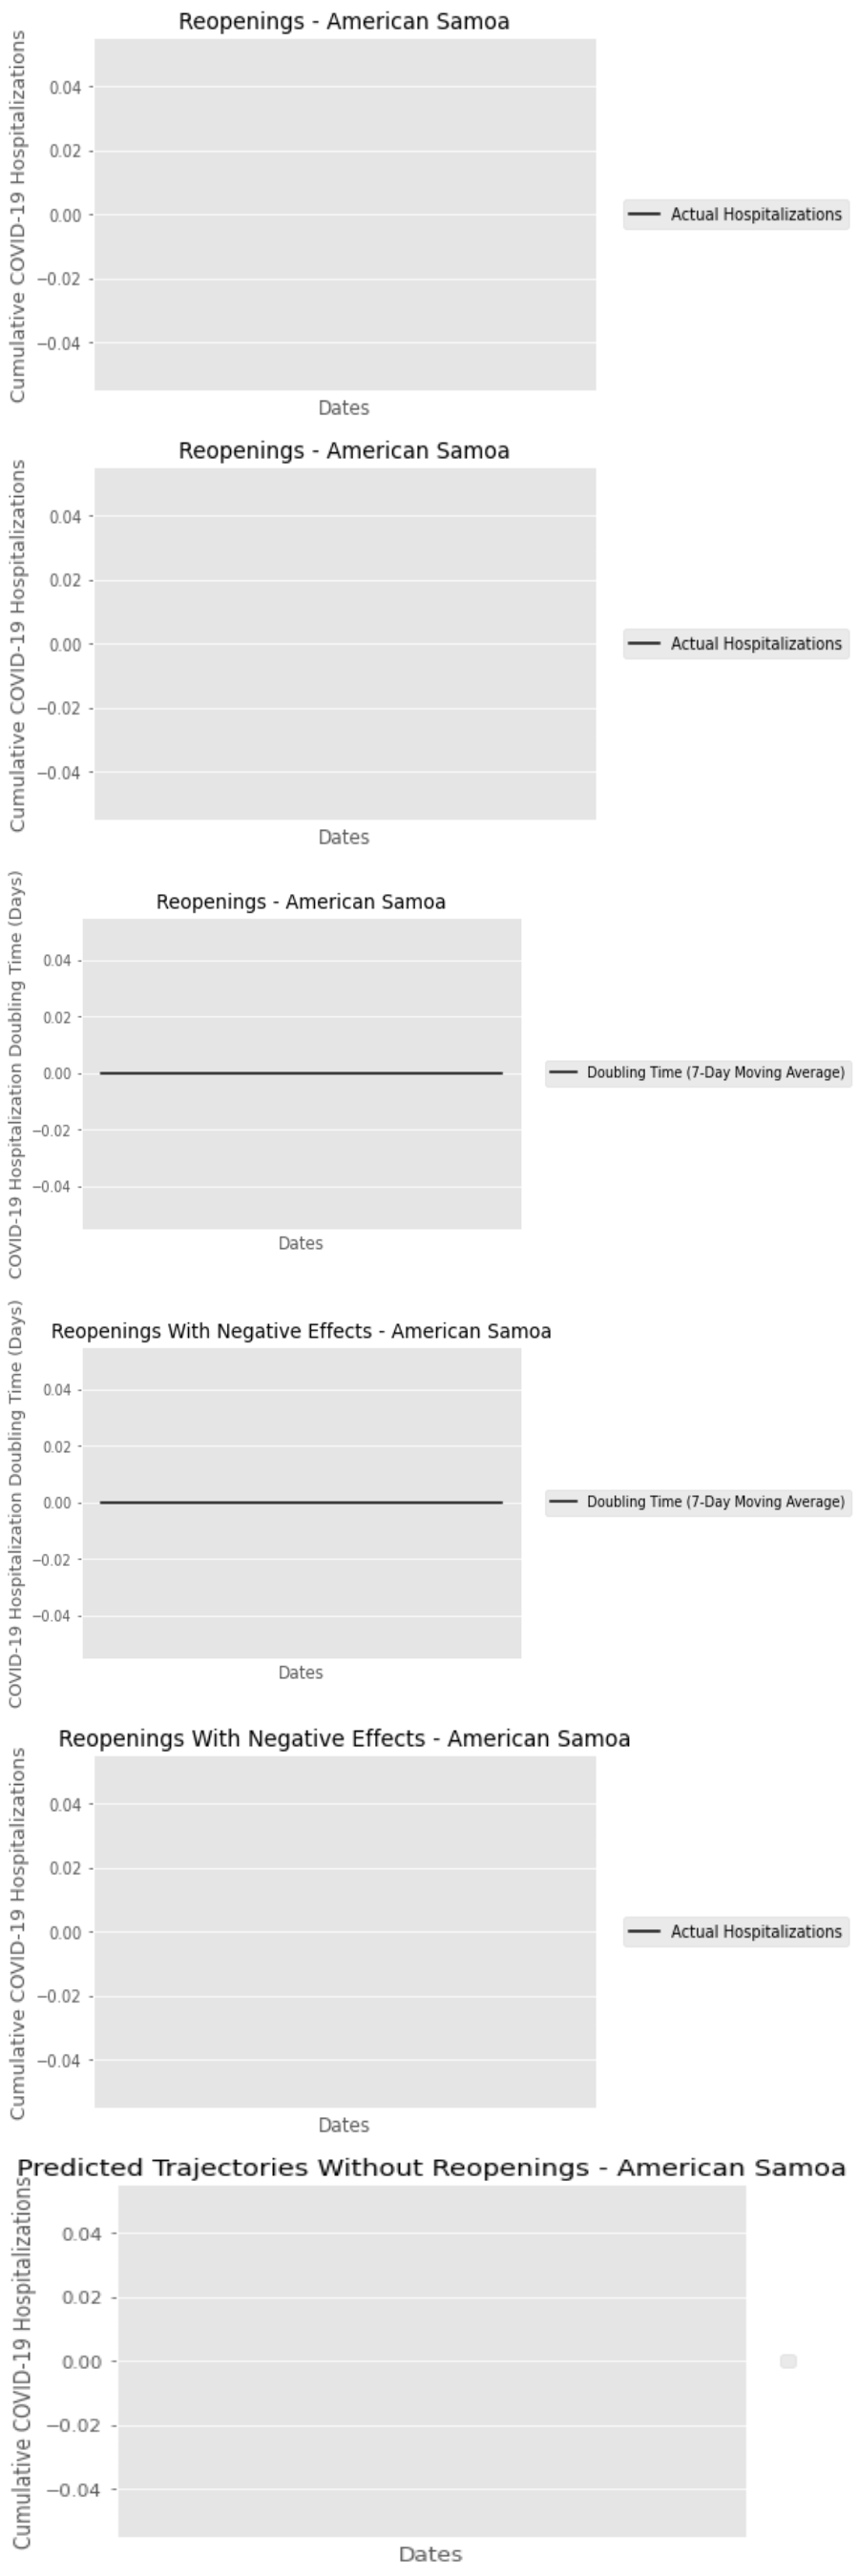 Reopenings - American Samoa
Cumulative COVID-19 Hospitalizations
0.04
0.02
0.00
−0.02
−0.04
Dates
Actual Hospitalizations
Reopenings - American Samoa
Cumulative COVID-19 Hospitalizations
0.04
0.02
0.00
−0.02
−0.04
Dates
Actual Hospitalizations
Reopenings - American Samoa
COVID-19 Hospitalization Doubling Time (Days)
0.04
0.02
0.00
−0.02
−0.04
Dates
Doubling Time (7-Day Moving Average)
Reopenings With Negative Effects - American Samoa
COVID-19 Hospitalization Doubling Time (Days)
0.04
0.02
0.00
−0.02
−0.04
Dates
Doubling Time (7-Day Moving Average)
Reopenings With Negative Effects - American Samoa
Cumulative COVID-19 Hospitalizations
0.04
0.02
0.00
−0.02
−0.04
Dates
Actual Hospitalizations
Predicted Trajectories Without Reopenings - American Samoa
Cumulative COVID-19 Hospitalizations
0.04
0.02
0.00
−0.02
−0.04
Dates